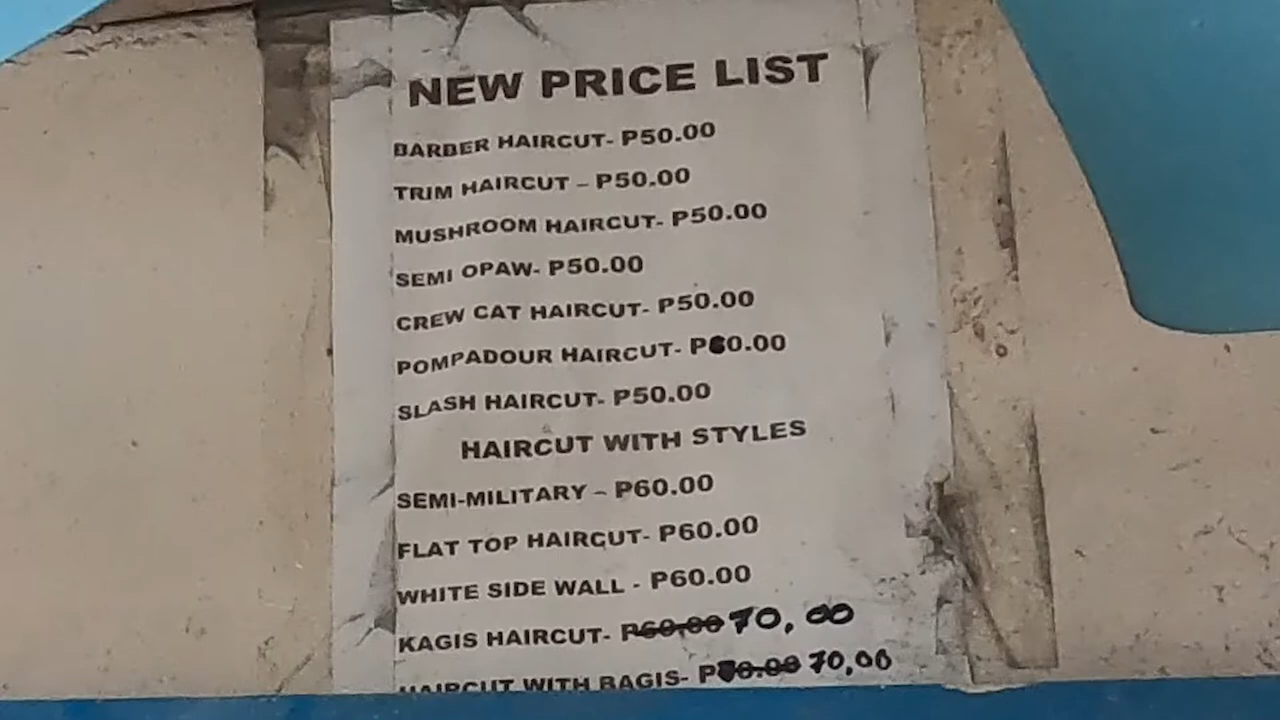 NEW PRICE LIST
BARBER HAIRCUT- P50.00
TRIM HAIRCUT – P50.00
MUSHROOM HAIRCUT- P50.00
SEMI OPAW- P50.00
CREW CAT HAIRCUT- P50.00
POMPADOUR HAIRCUT- P60.00
SLASH HAIRCUT- P50.00
HAIRCUT WITH STYLES
SEMI-MILITARY – P60.00
FLAT TOP HAIRCUT- P60.00
WHITE SIDE WALL - P60.00
KAGIS HAIRCUT- P60.00 70,00
HAIRCUT WITH BAGIS- P 70,00